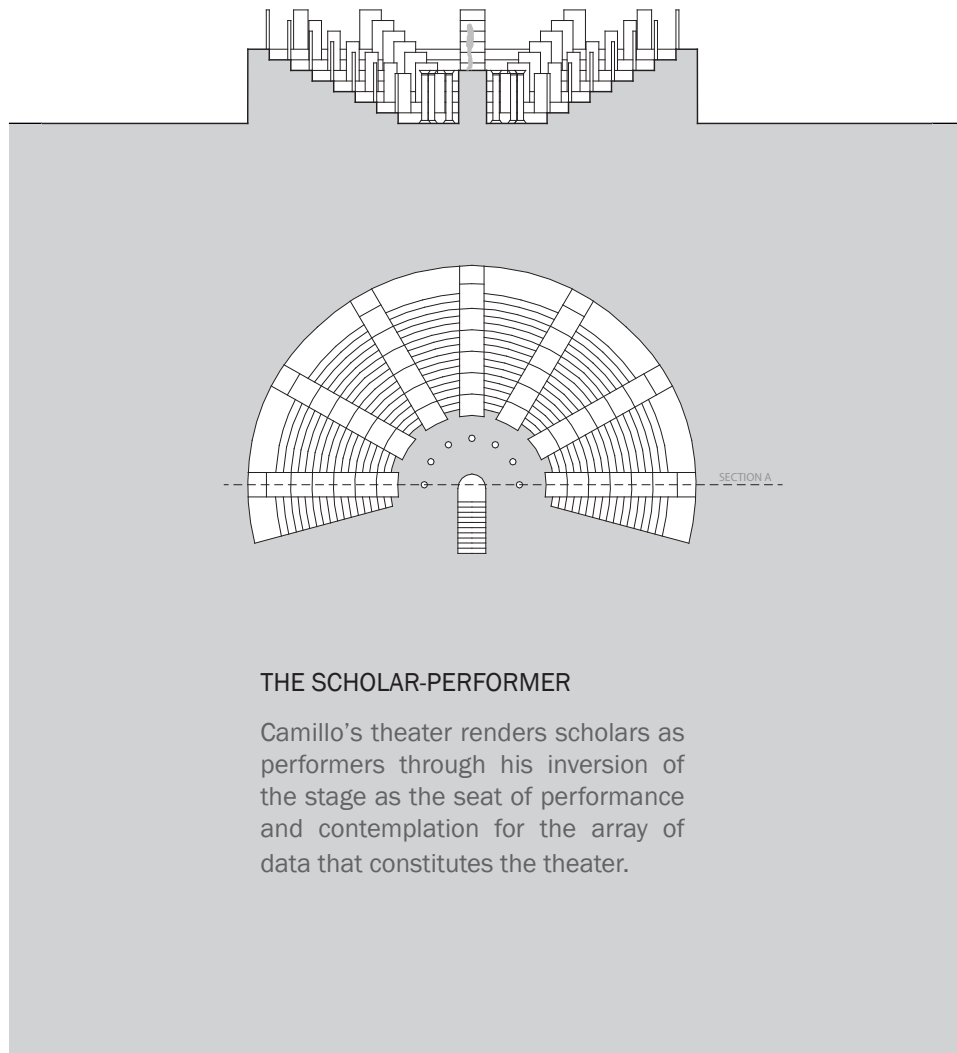 SECTION A
THE SCHOLAR-PERFORMER
Camillo’s theater renders scholars as
performers through his inversion of
the stage as the seat of performance
and contemplation for the array of
data that constitutes the theater.